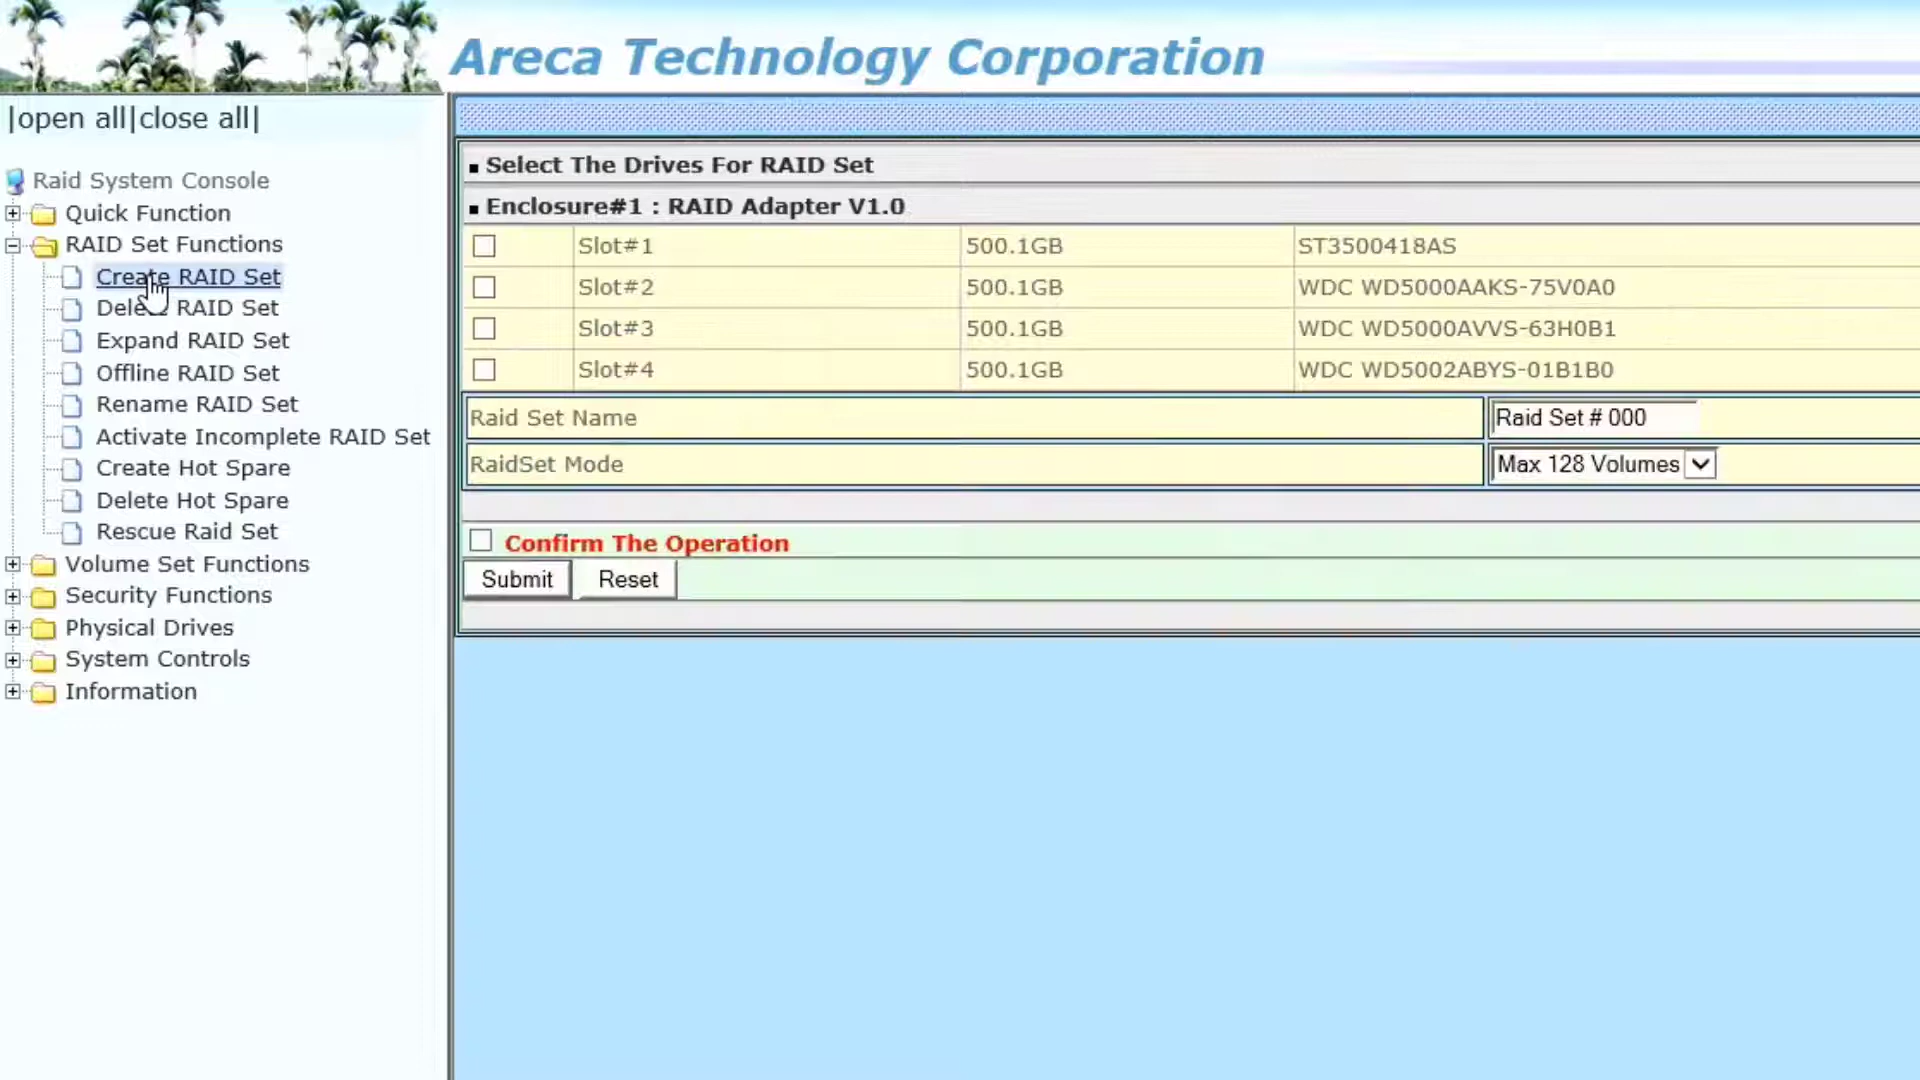 Areca Technology Corporation
|open all|close all|
Raid System Console
Quick Function
RAID Set Functions
Create RAID Set
Delete RAID Set
Expand RAID Set
Offline RAID Set
Rename RAID Set
Activate Incomplete RAID Set
Create Hot Spare
Delete Hot Spare
Rescue Raid Set
Volume Set Functions
Security Functions
Physical Drives
System Controls
Information
Select The Drives For RAID Set
Enclosure#1 : RAID Adapter V1.0
Slot#1 500.1GB ST3500418AS
Slot#2 500.1GB WDC WD5000AAKS-75V0A0
Slot#3 500.1GB WDC WD5000AVVS-63H0B1
Slot#4 500.1GB WDC WD5002ABYS-01B1B0
Raid Set Name Raid Set # 000
RaidSet Mode Max 128 Volumes
Confirm The Operation
Submit Reset